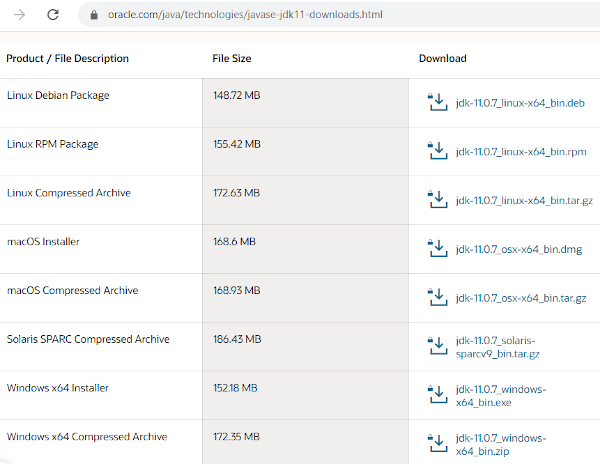 oracle.com/java/technologies/javase-jdk11-downloads.html
Product / File Description File Size Download
Linux Debian Package 148.72 MB jdk-11.0.7_linux-x64_bin.deb
Linux RPM Package 155.42 MB jdk-11.0.7_linux-x64_bin.rpm
Linux Compressed Archive 172.63 MB jdk-11.0.7_linux-x64_bin.tar.gz
macOS Installer 168.6 MB jdk-11.0.7_osx-x64_bin.dmg
macOS Compressed Archive 168.93 MB jdk-11.0.7_osx-x64_bin.tar.gz
Solaris SPARC Compressed Archive 186.43 MB jdk-11.0.7_solaris-
sparcv9_bin.tar.gz
Windows x64 Installer 152.18 MB jdk-11.0.7_windows-
x64_bin.exe
Windows x64 Compressed Archive 172.35 MB jdk-11.0.7_windows-
x64_bin.zip